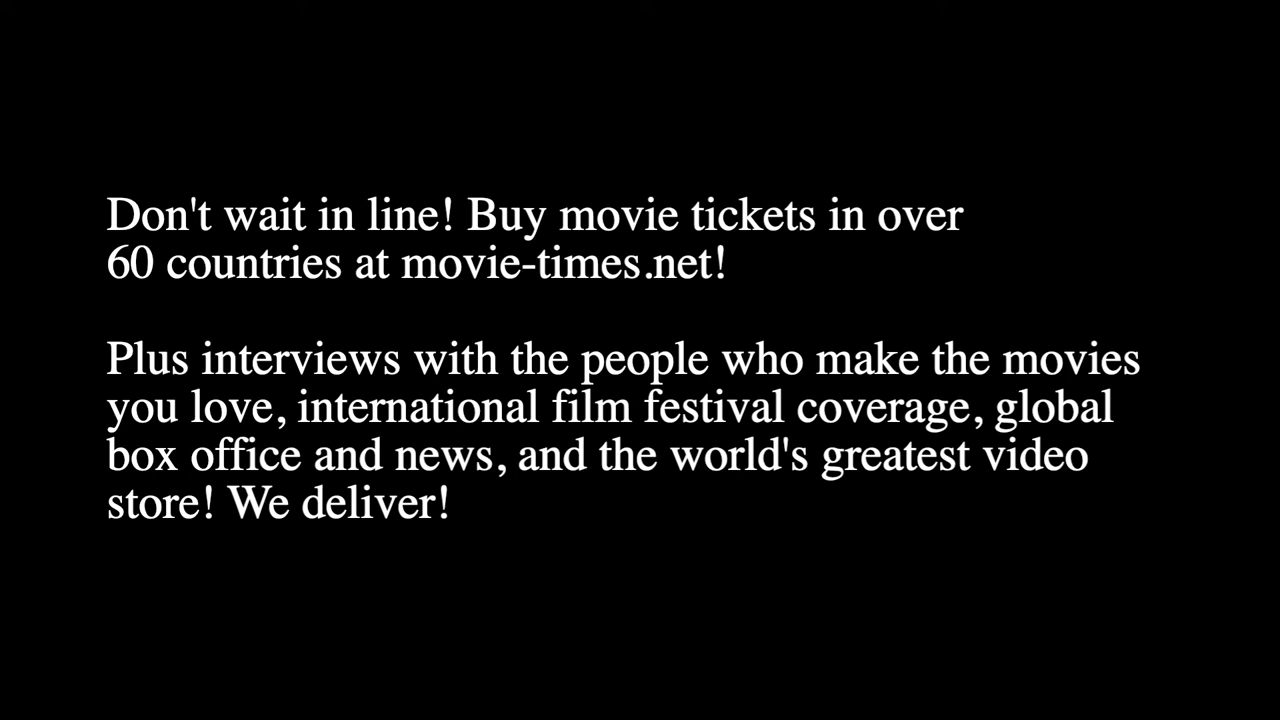 Don't wait in line! Buy movie tickets in over
60 countries at movie-times.net!
Plus interviews with the people who make the movies
you love, international film festival coverage, global
box office and news, and the world's greatest video
store! We deliver!